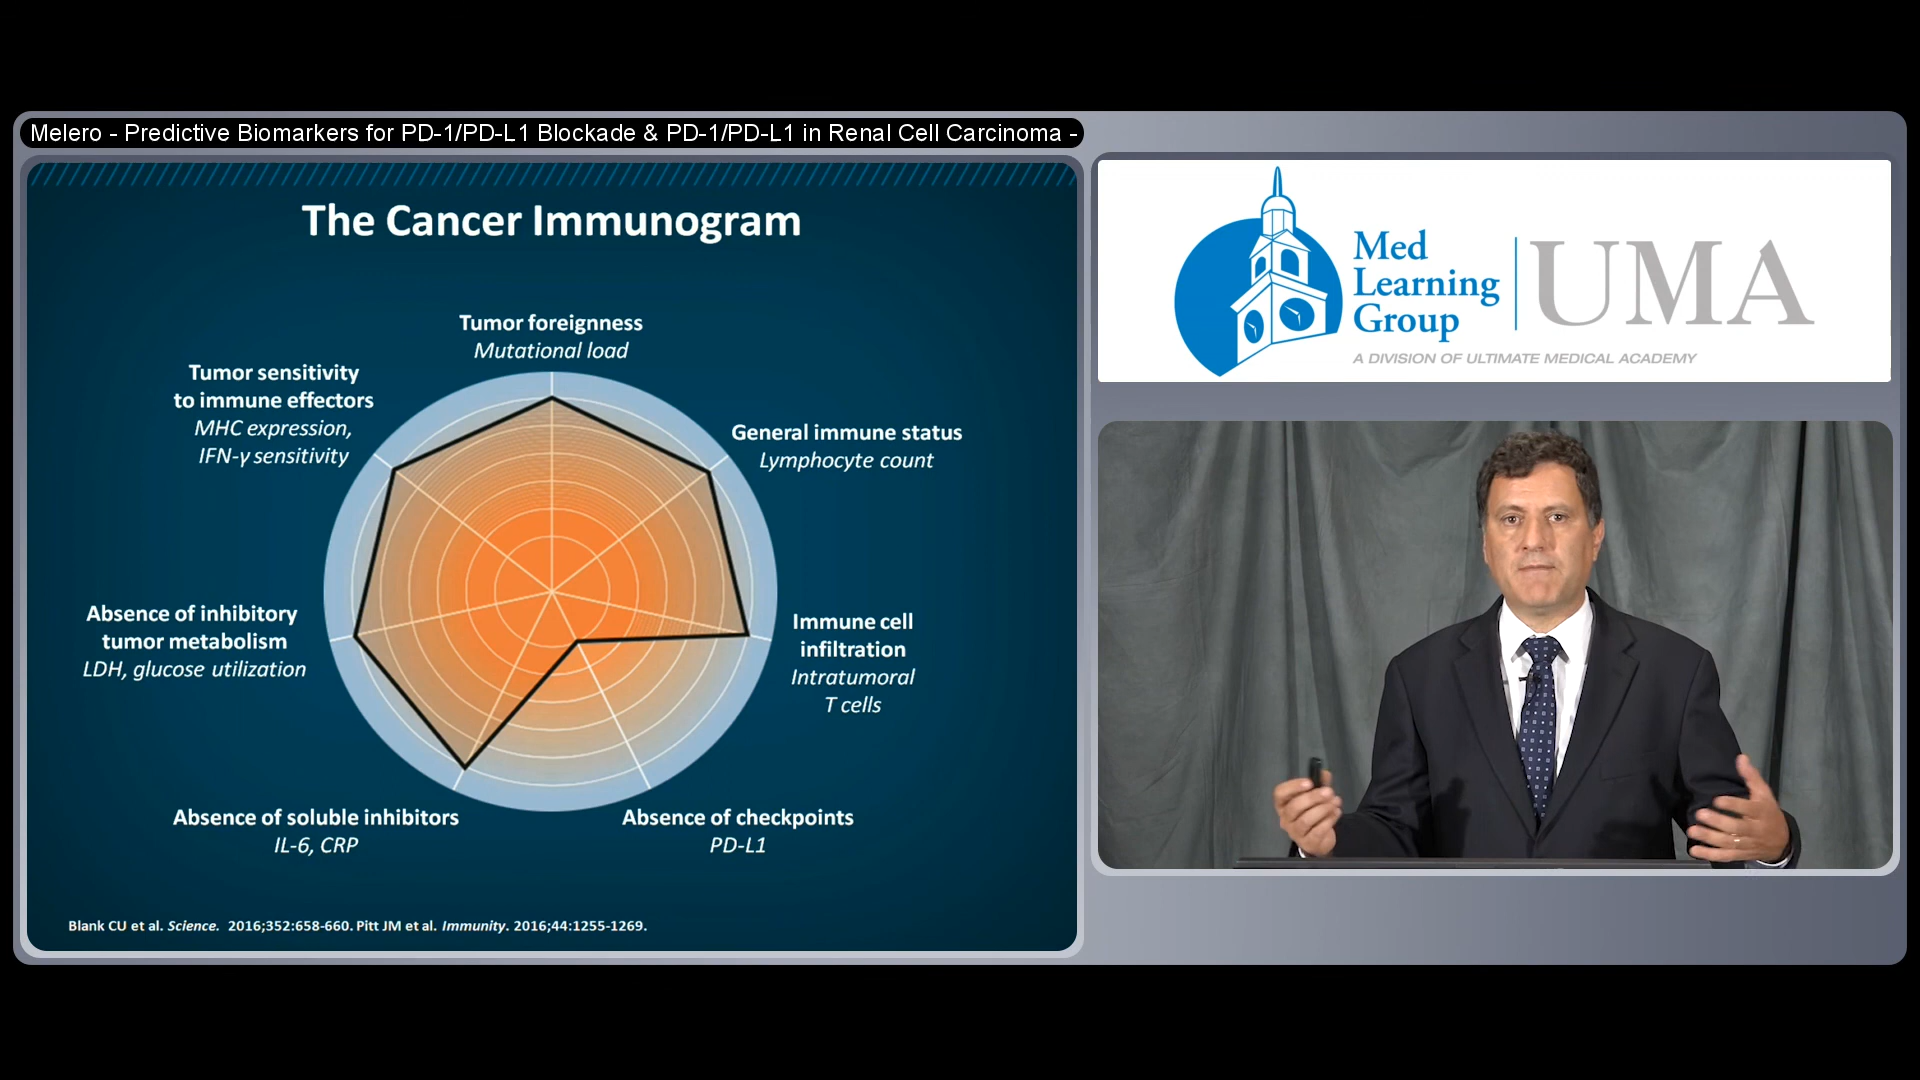 Melero - Predictive Biomarkers for PD-1/PD-L1 Blockade & PD-1/PD-L1 in Renal Cell Carcinoma -
The Cancer Immunogram
Tumor foreignness
Mutational load
Tumor sensitivity
to immune effectors
MHC expression,
IFN-γ sensitivity
General immune status
Lymphocyte count
Absence of inhibitory
tumor metabolism
LDH, glucose utilization
Immune cell
infiltration
Intratumoral
T cells
Absence of soluble inhibitors
IL-6, CRP
Absence of checkpoints
PD-L1
Blank CU et al. Science. 2016;352:658-660. Pitt JM et al. Immunity. 2016;44:1255-1269.
Med
Learning
Group
UMA
A DIVISION OF ULTIMATE MEDICAL ACADEMY